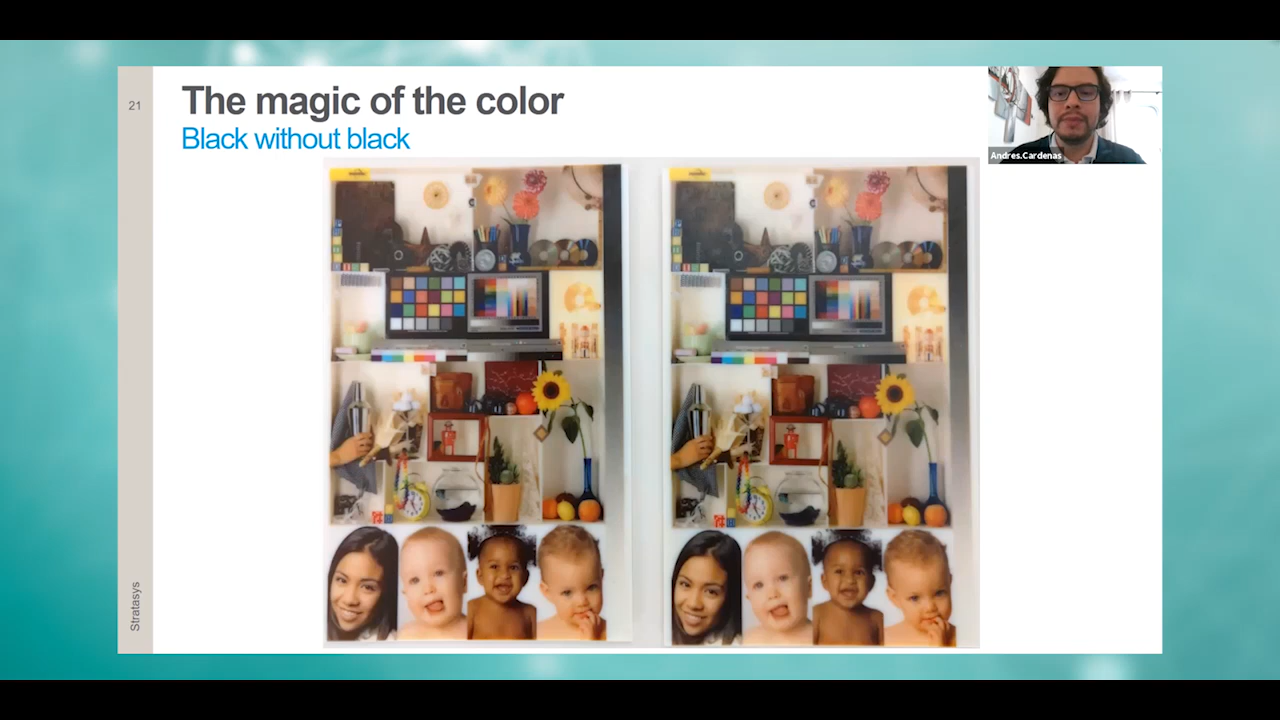 21
The magic of the color
Black without black
Andres.Cardenas
Stratasys